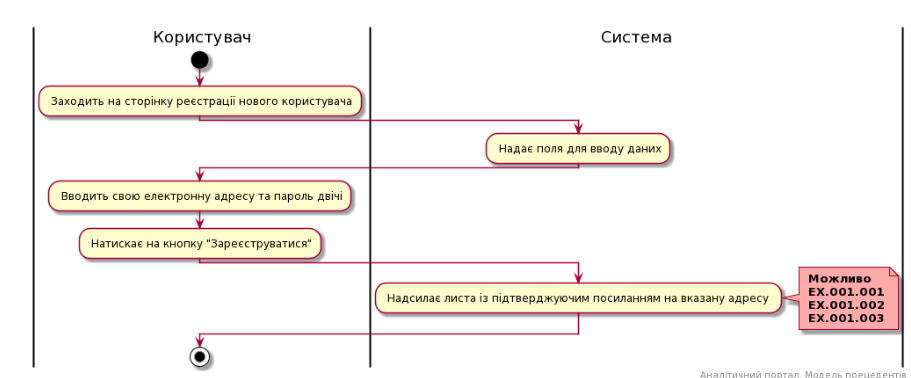 Користувач
Система
Заходить на сторінку реєстрації нового користувача
Надає поля для вводу даних
Вводить свою електронну адресу та пароль двічі
Натискає на кнопку "Зареєструватися"
Надсилає листа із підтверджуючим посиланням на вказану адресу
Можливо
EX.001.001
EX.001.002
EX.001.003
Аналітичний портал. Модель прецедентів.